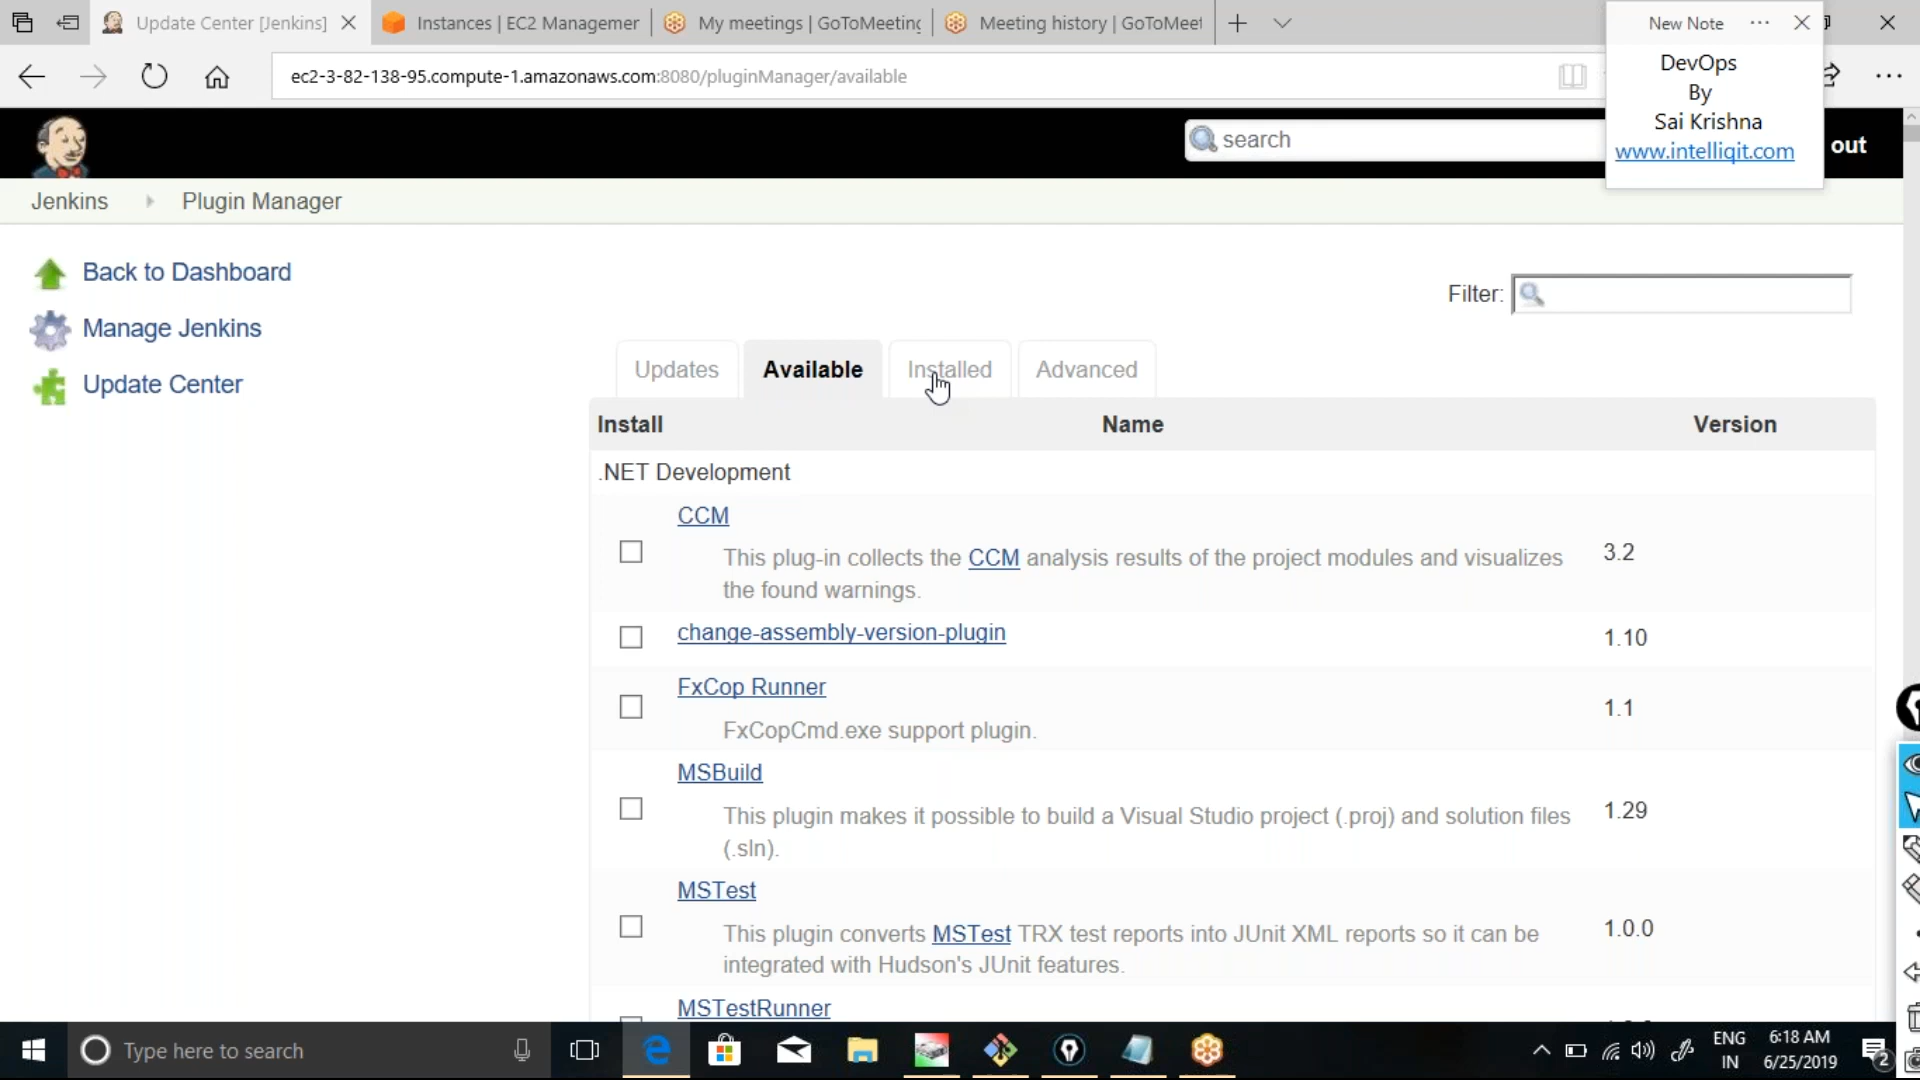 Update Center [Jenkins]
Instances | EC2 Managemer
My meetings | GoToMeeting
Meeting history | GoToMeet
New Note
ec2-3-82-138-95.compute-1.amazonaws.com:8080/pluginManager/available
DevOps
By
Sai Krishna
www.intelliqit.com
search
out
Jenkins
Plugin Manager
Back to Dashboard
Manage Jenkins
Update Center
Filter:
Updates
Available
Installed
Advanced
Install
Name
Version
.NET Development
CCM
This plug-in collects the CCM analysis results of the project modules and visualizes
the found warnings.
3.2
change-assembly-version-plugin
1.10
FxCop Runner
FxCopCmd.exe support plugin.
1.1
MSBuild
This plugin makes it possible to build a Visual Studio project (.proj) and solution files
(.sln).
1.29
MSTest
This plugin converts MSTest TRX test reports into JUnit XML reports so it can be
integrated with Hudson's JUnit features.
1.0.0
MSTestRunner
Type here to search
ENG
IN
6:18 AM
6/25/2019
2